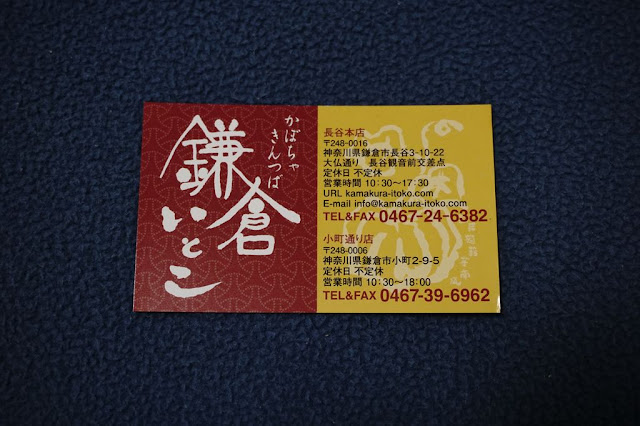 かぼちゃ
きんつば
鎌倉
いとこ
長谷本店
〒248-0016
神奈川県鎌倉市長谷3-10-22
大仏通り 長谷観音前交差点
定休日 不定休
営業時間 10:30～17:30
URL kamakura-itoko.com
E-mail info@kamakura-itoko.com
TEL&FAX 0467-24-6382
小町通り店
〒248-0006
神奈川県鎌倉市小町2-9-5
定休日 不定休
営業時間 10:30～18:00
TEL&FAX 0467-39-6962